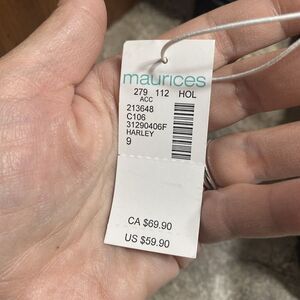 maurices
279 112 HOL
ACC
213648
C106
31290406F
HARLEY
9
CA $69.90
US $59.90